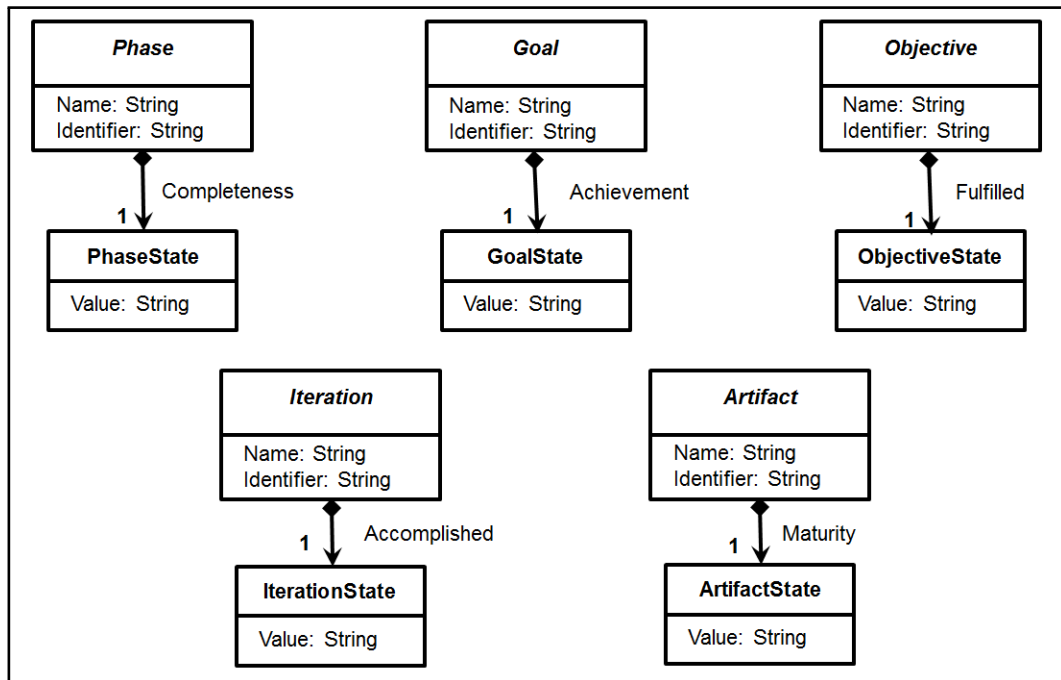 Phase
Name: String
Identifier: String
Completeness
1
PhaseState
Value: String
Goal
Name: String
Identifier: String
Achievement
1
GoalState
Value: String
Objective
Name: String
Identifier: String
Fulfilled
1
ObjectiveState
Value: String
Iteration
Name: String
Identifier: String
Accomplished
1
IterationState
Value: String
Artifact
Name: String
Identifier: String
Maturity
1
ArtifactState
Value: String